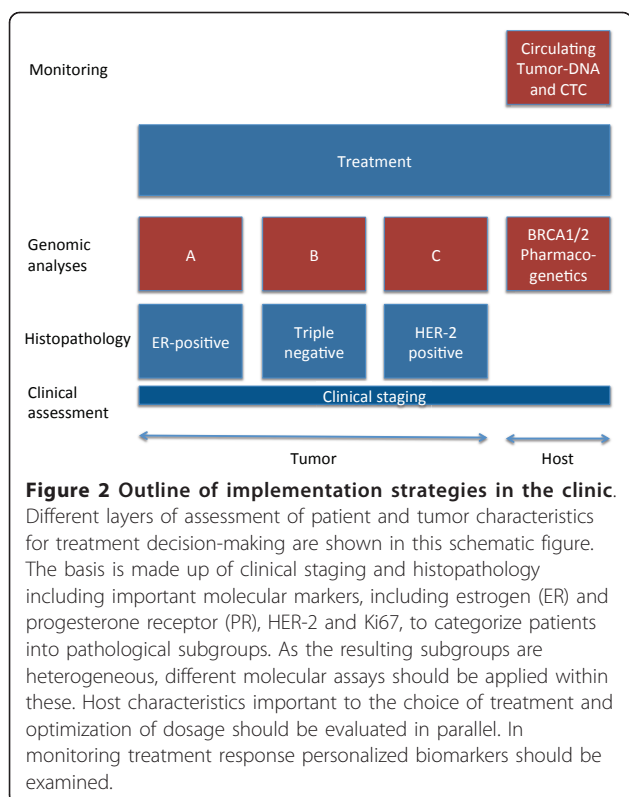 Monitoring
Circulating
Tumor-DNA
and CTC
Treatment
Genomic
analyses
A
B
C
BRCA1/2
Pharmaco-
genetics
Histopathology
ER-positive
Triple
negative
HER-2
positive
Clinical
assessment
Clinical staging
Tumor
Host
Figure 2 Outline of implementation strategies in the clinic.
Different layers of assessment of patient and tumor characteristics
for treatment decision-making are shown in this schematic figure.
The basis is made up of clinical staging and histopathology
including important molecular markers, including estrogen (ER) and
progesterone receptor (PR), HER-2 and Ki67, to categorize patients
into pathological subgroups. As the resulting subgroups are
heterogeneous, different molecular assays should be applied within
these. Host characteristics important to the choice of treatment and
optimization of dosage should be evaluated in parallel. In
monitoring treatment response personalized biomarkers should be
examined.